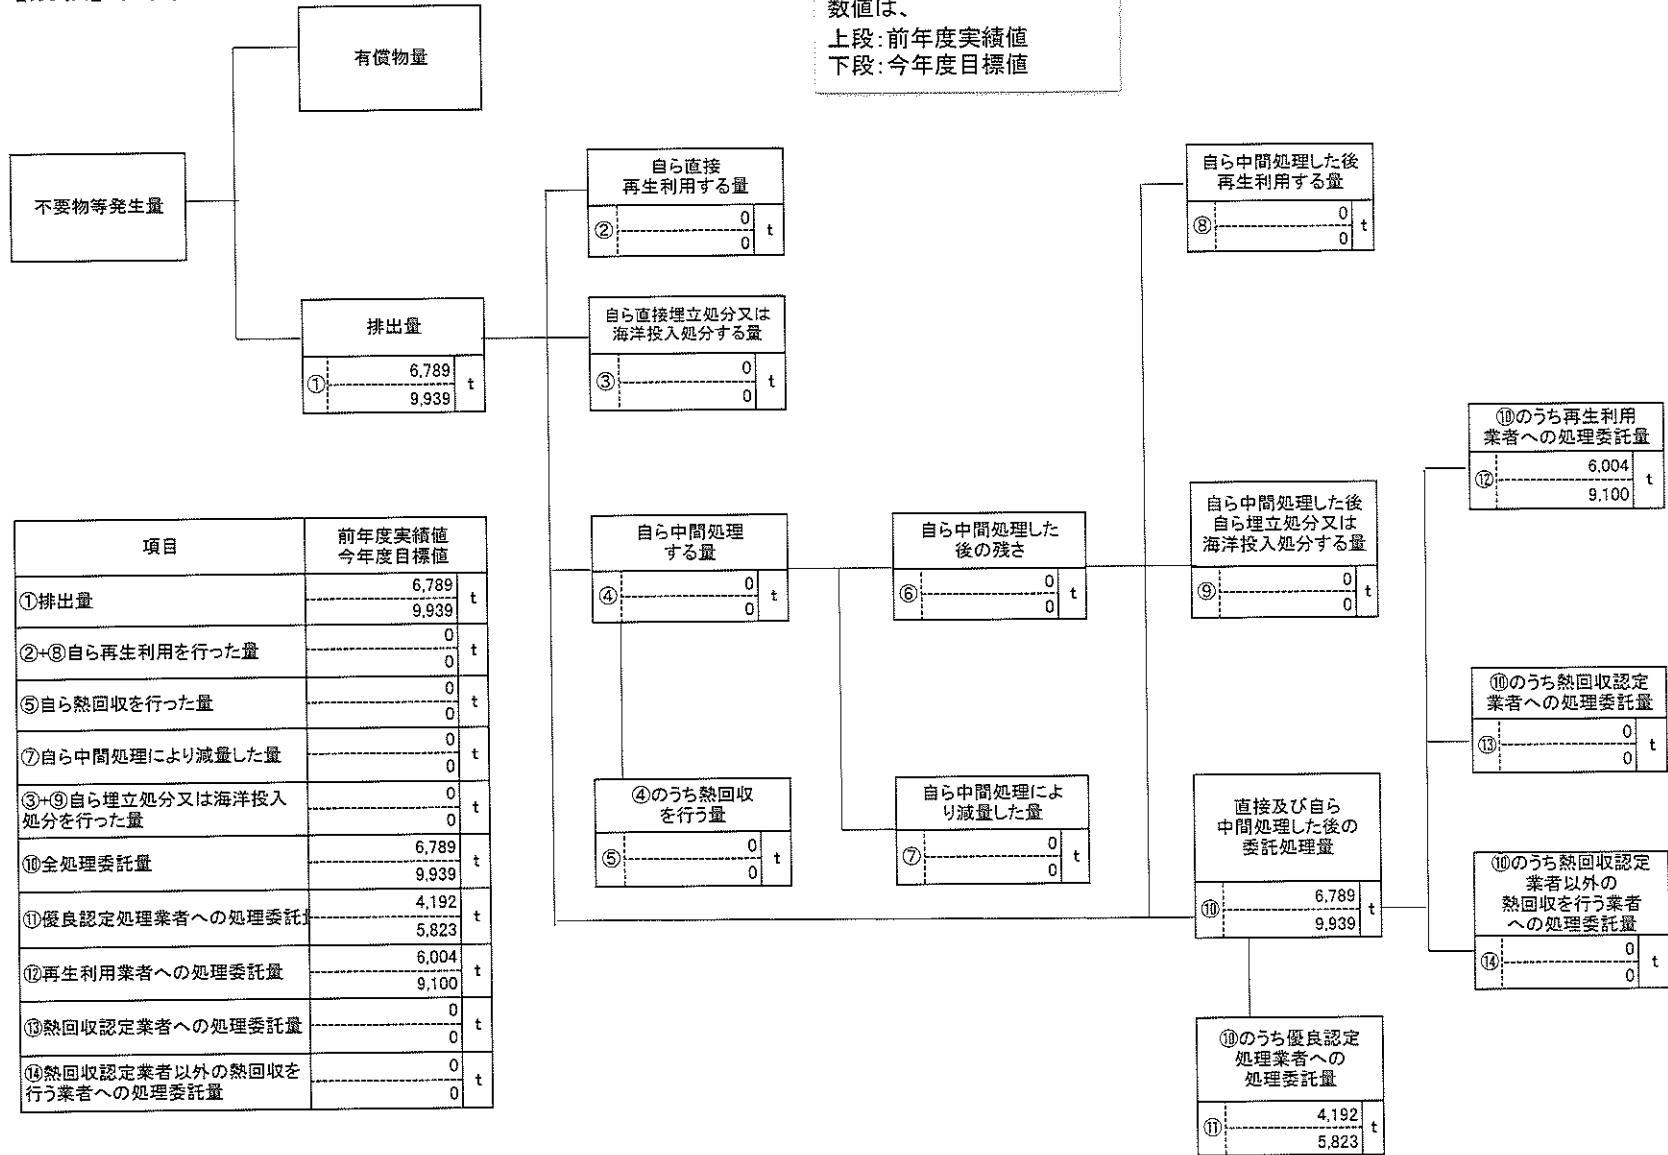 数値は、
上段：前年度実績値
下段：今年度目標値
有償物量
不要物等発生量
排出量
① 6,789 t
9,939
自ら直接
再生利用する量
② 0 t
0
自ら直接埋立処分又は
海洋投入処分する量
③ 0 t
0
自ら中間処理
する量
④ 0 t
0
④のうち熱回収
を行う量
⑤ 0 t
0
自ら中間処理した
後の残さ
⑥ 0 t
0
自ら中間処理によ
り減量した量
⑦ 0 t
0
自ら中間処理した後
再生利用する量
⑧ 0 t
0
自ら中間処理した後
自ら埋立処分又は
海洋投入処分する量
⑨ 0 t
0
直接及び自ら
中間処理した後の
委託処理量
⑩ 6,789 t
9,939
⑩のうち優良認定
処理業者への
処理委託量
⑪ 4,192 t
5,823
⑩のうち再生利用
業者への処理委託量
⑫ 6,004 t
9,100
⑩のうち熱回収認定
業者への処理委託量
⑬ 0 t
0
⑩のうち熱回収認定
業者以外の
熱回収を行う業者
への処理委託量
⑭ 0 t
0
項目 前年度実績値
今年度目標値
①排出量 6,789 t
9,939
②+⑧自ら再生利用を行った量 0 t
0
⑤自ら熱回収を行った量 0 t
0
⑦自ら中間処理により減量した量 0 t
0
③+⑨自ら埋立処分又は海洋投入
処分を行った量 0 t
0
⑩全処理委託量 6,789 t
9,939
⑪優良認定処理業者への処理委託 4,192 t
5,823
⑫再生利用業者への処理委託量 6,004 t
9,100
⑬熱回収認定業者への処理委託量 0 t
0
⑭熱回収認定業者以外の熱回収を
行う業者への処理委託量 0 t
0